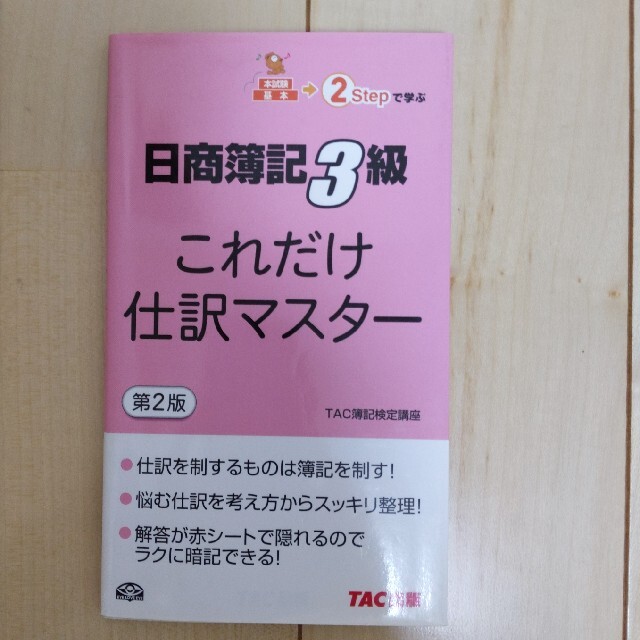 本試験
基本
2 Stepで学ぶ
日商簿記3級
これだけ
仕訳マスター
第2版
TAC簿記検定講座
● 仕訳を制するものは簿記を制す!
● 悩む仕訳を考え方からスッキリ整理!
● 解答が赤シートで隠れるので
ラクに暗記できる!
TAC出版